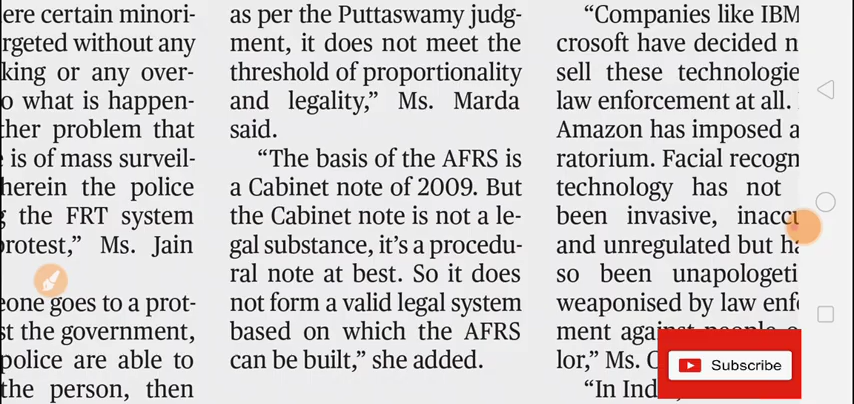 ere certain minori-
rgeted without any
king or any over-
o what is happen-
ther problem that
is of mass surveil-
herein the police
the FRT system
protest,” Ms. Jain
eone goes to a prot-
st the government,
police are able to
the person, then
as per the Puttaswamy judg-
ment, it does not meet the
threshold of proportionality
and legality,” Ms. Marda
said.
“The basis of the AFRS is
a Cabinet note of 2009. But
the Cabinet note is not a le-
gal substance, it’s a procedu-
ral note at best. So it does
not form a valid legal system
based on which the AFRS
can be built,” she added.
“Companies like IBM
crosoft have decided n
sell these technologie
law enforcement at all.
Amazon has imposed a
ratorium. Facial recogn
technology has not
been invasive, inaccu
and unregulated but ha
so been unapologeti
weaponised by law enf
ment against people o
lor,” Ms.
“In Ind
Subscribe